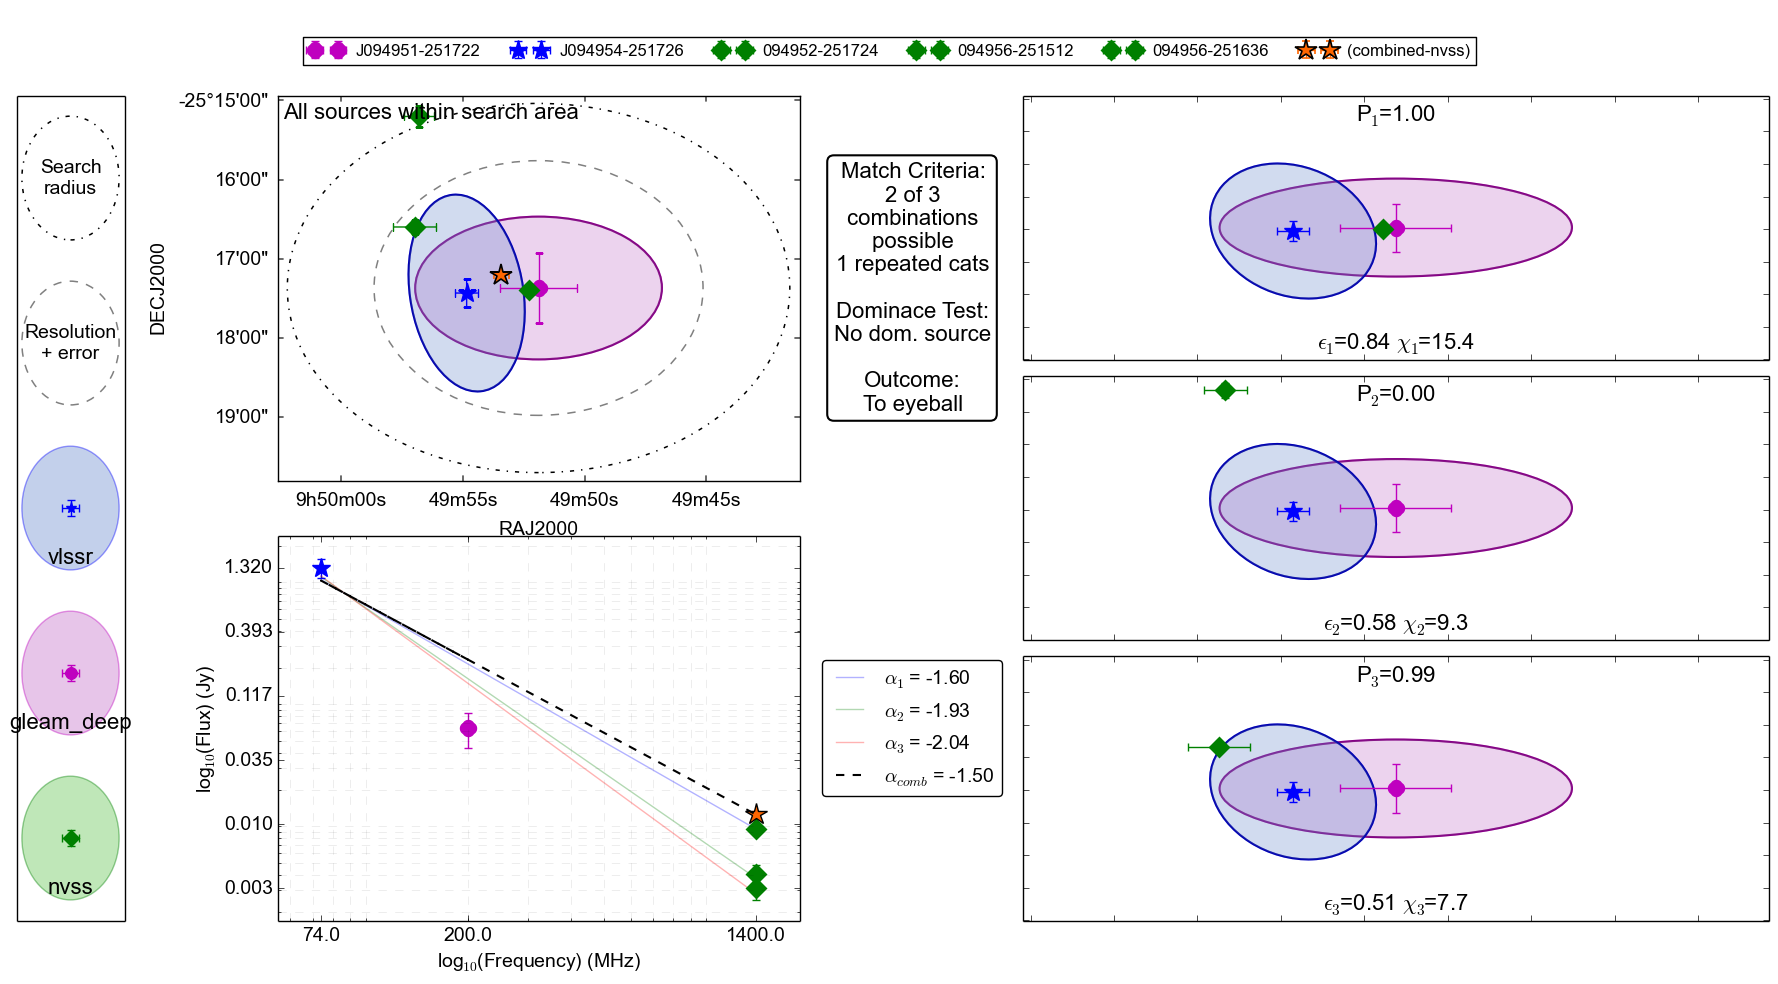 J094951-251722 J094954-251726 094952-251724 094956-251512 094956-251636 (combined-nvss)
Search
radius
Resolution
+ error
vlssr
gleam_deep
nvss
All sources within search area
-25°15'00"
16'00"
17'00"
18'00"
19'00"
DECJ2000
9h50m00s 49m55s 49m50s 49m45s
RAJ2000
Match Criteria:
2 of 3
combinations
possible
1 repeated cats
Dominace Test:
No dom. source
Outcome:
To eyeball
1.320
0.393
0.117
0.035
0.010
0.003
log₁₀(Flux) (Jy)
74.0 200.0 1400.0
log₁₀(Frequency) (MHz)
α₁ = -1.60
α₂ = -1.93
α₃ = -2.04
α_comb = -1.50
P₁=1.00
ϵ₁=0.84 χ₁=15.4
P₂=0.00
ϵ₂=0.58 χ₂=9.3
P₃=0.99
ϵ₃=0.51 χ₃=7.7